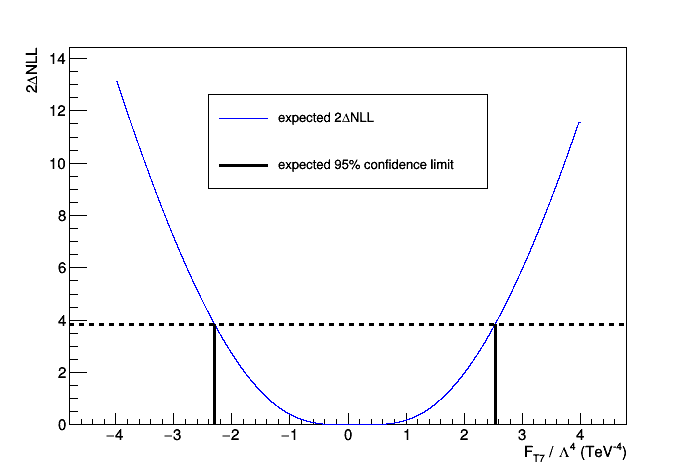 2ΔNLL
14
12
10
8
6
4
2
0
expected 2ΔNLL
expected 95% confidence limit
−4 −3 −2 −1 0 1 2 3 4
F_T7 / Λ^4 (TeV^-4)